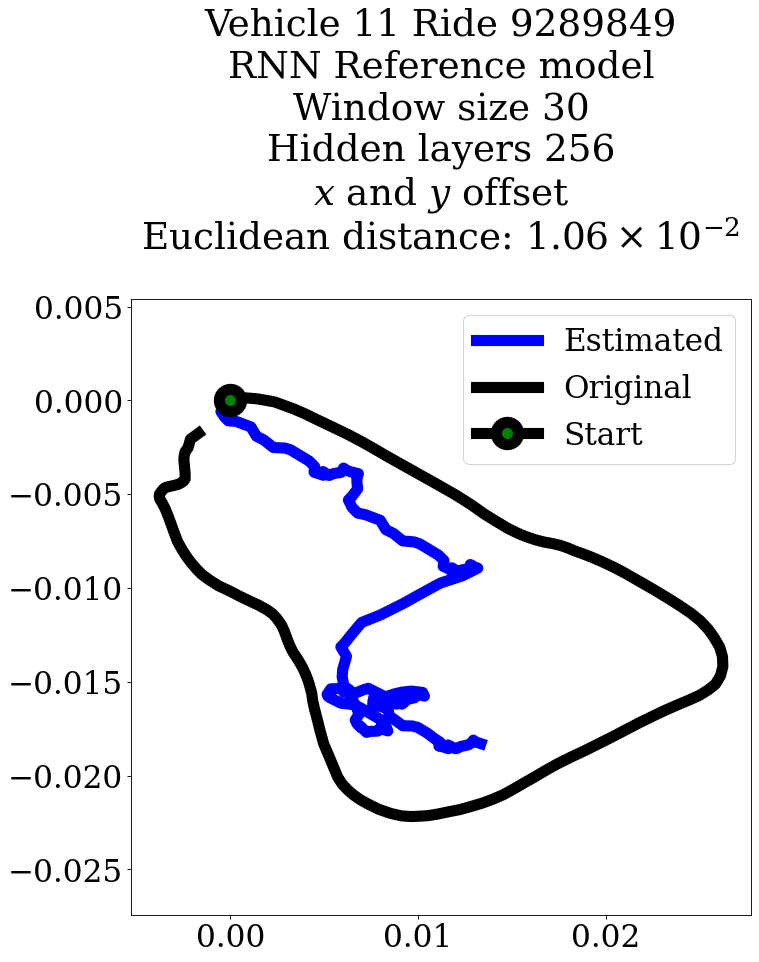 Vehicle 11 Ride 9289849
RNN Reference model
Window size 30
Hidden layers 256
x and y offset
Euclidean distance: 1.06 × 10⁻²
Estimated
Original
Start
0.005
0.000
−0.005
−0.010
−0.015
−0.020
−0.025
0.00
0.01
0.02